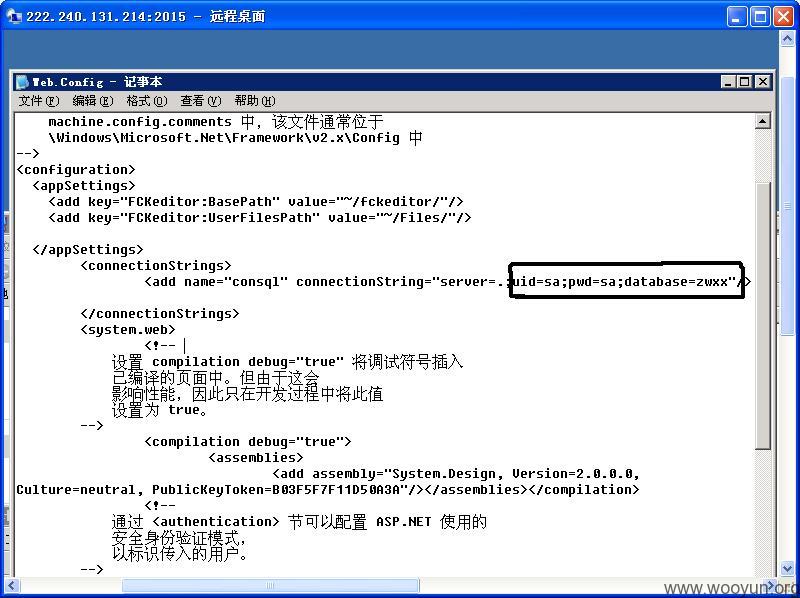 222.240.131.214:2015 - 远程桌面
Web.Config - 记事本
文件(F) 编辑(E) 格式(O) 查看(V) 帮助(H)
machine.config.comments 中，该文件通常位于
\Windows\Microsoft.Net\Framework\v2.x\Config 中
-->
<configuration>
<appSettings>
<add key="FCKeditor:BasePath" value="~/fckeditor/"/>
<add key="FCKeditor:UserFilesPath" value="~/Files/"/>
</appSettings>
<connectionStrings>
<add name="consql" connectionString="server=.;uid=sa;pwd=sa;database=zwxx"/>
</connectionStrings>
<system.web>
<!--
设置 compilation debug="true" 将调试符号插入
已编译的页面中。但由于这会
影响性能，因此只在开发过程中将此值
设置为 true。
-->
<compilation debug="true">
<assemblies>
<add assembly="System.Design, Version=2.0.0.0,
Culture=neutral, PublicKeyToken=B03F5F7F11D50A3A"/></assemblies></compilation>
<!--
通过 <authentication> 节可以配置 ASP.NET 使用的
安全身份验证模式，
以标识传入的用户。
-->
www.wooyun.org